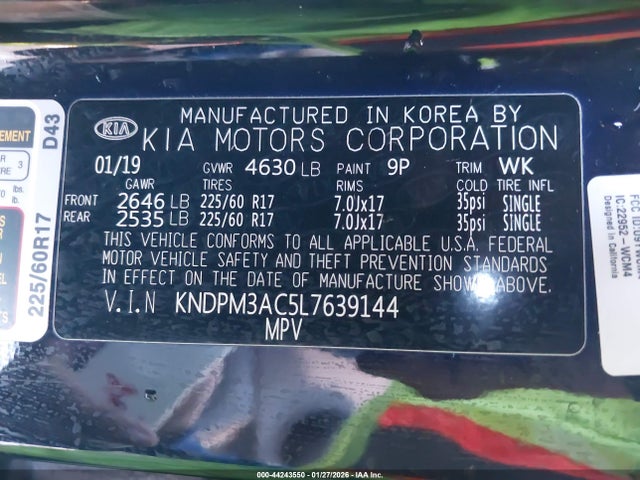 MANUFACTURED IN KOREA BY
KIA KIA MOTORS CORPORATION
01/19 GVWR 4630 LB PAINT 9P TRIM WK
GAWR TIRES RIMS COLD TIRE INFL
FRONT 2646 LB 225/60 R17 7.0Jx17 35psi SINGLE
REAR 2535 LB 225/60 R17 7.0Jx17 35psi SINGLE
THIS VEHICLE CONFORMS TO ALL APPLICABLE U.S.A. FEDERAL
MOTOR VEHICLE SAFETY AND THEFT PREVENTION STANDARDS
IN EFFECT ON THE DATE OF MANUFACTURE SHOWN ABOVE.
V.I.N KNDPM3AC5L7639144
MPV
D43
225/60R17
EMENT
3
lbs.
IC:22952-WCM4
Designed in California
000-44243550 - 01/27/2026 - IAA Inc.